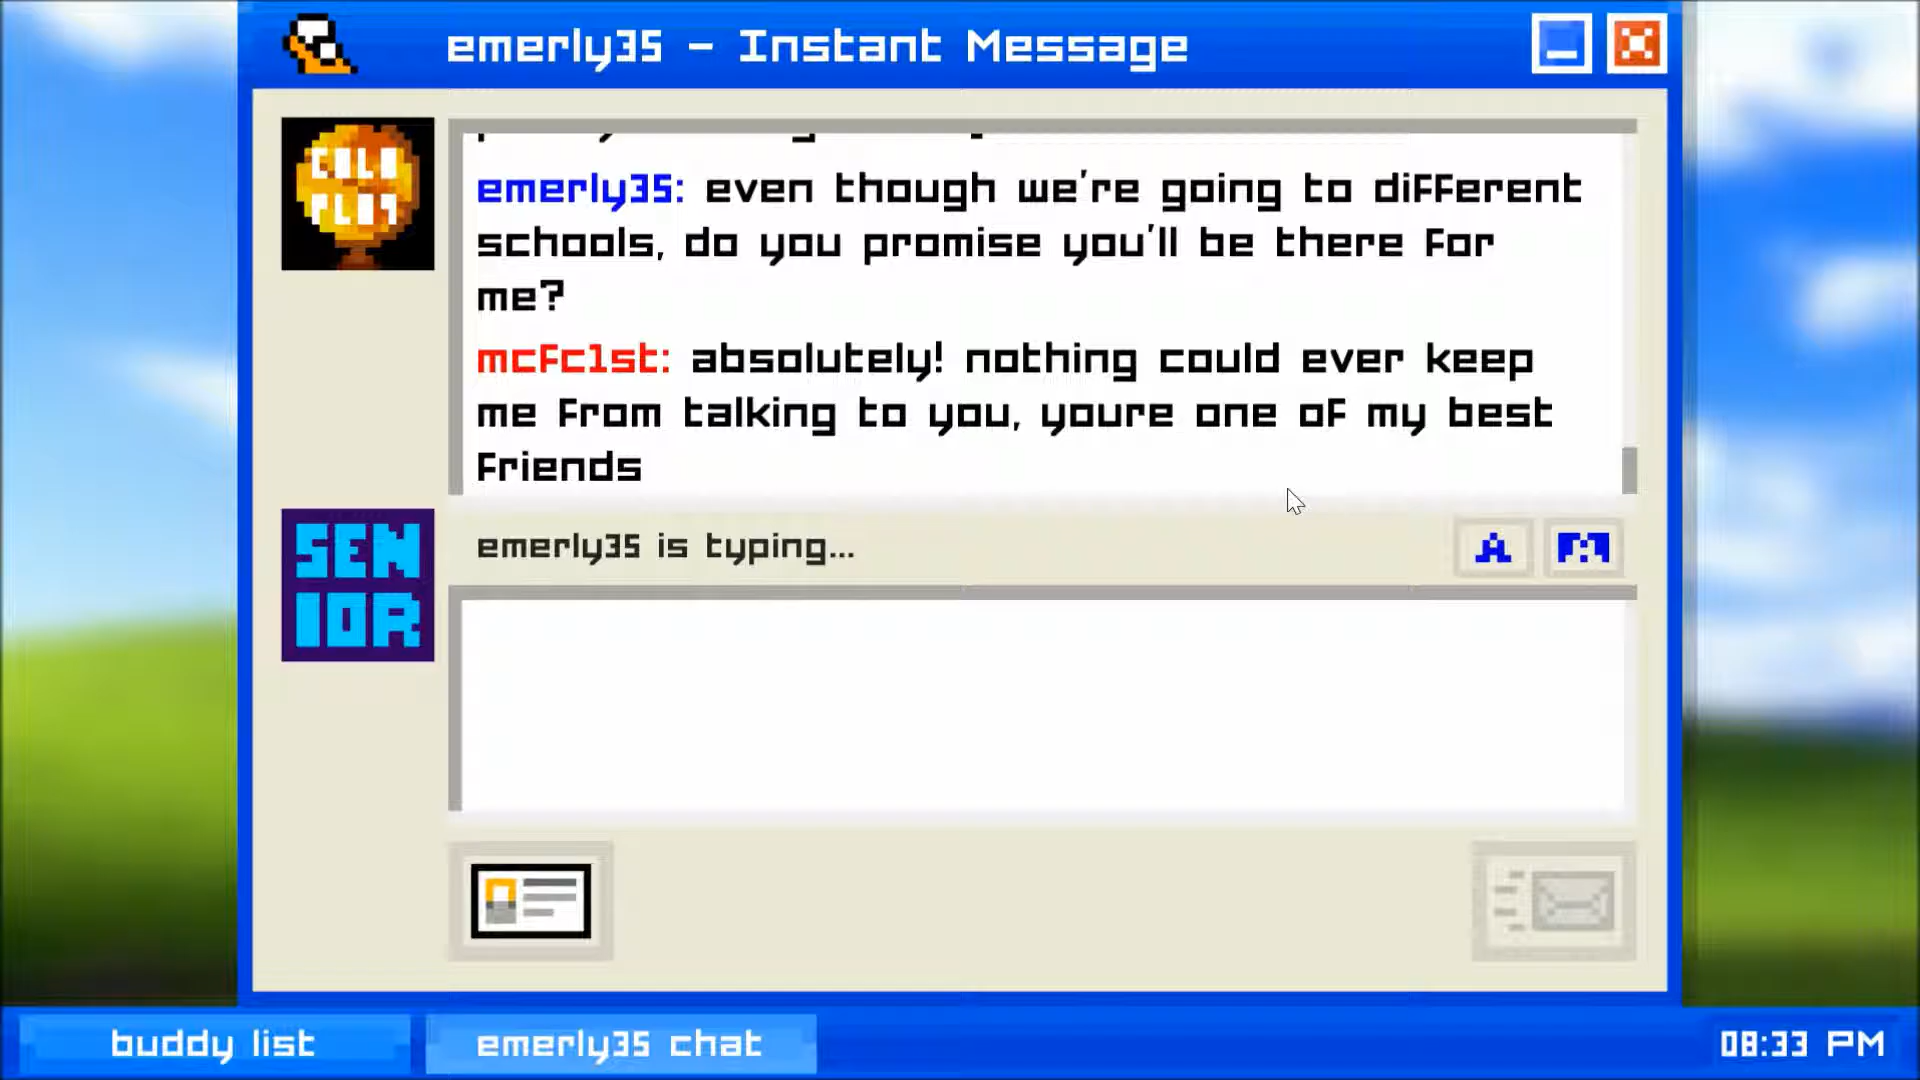 emerly35 - Instant Message
COLD
PLAY
emerly35: even though we're going to different
schools, do you promise you'll be there for
me?
mcfc1st: absolutely! nothing could ever keep
me from talking to you, youre one of my best
friends
SEN
IOR
emerly35 is typing...
A
buddy list
emerly35 chat
08:33 PM